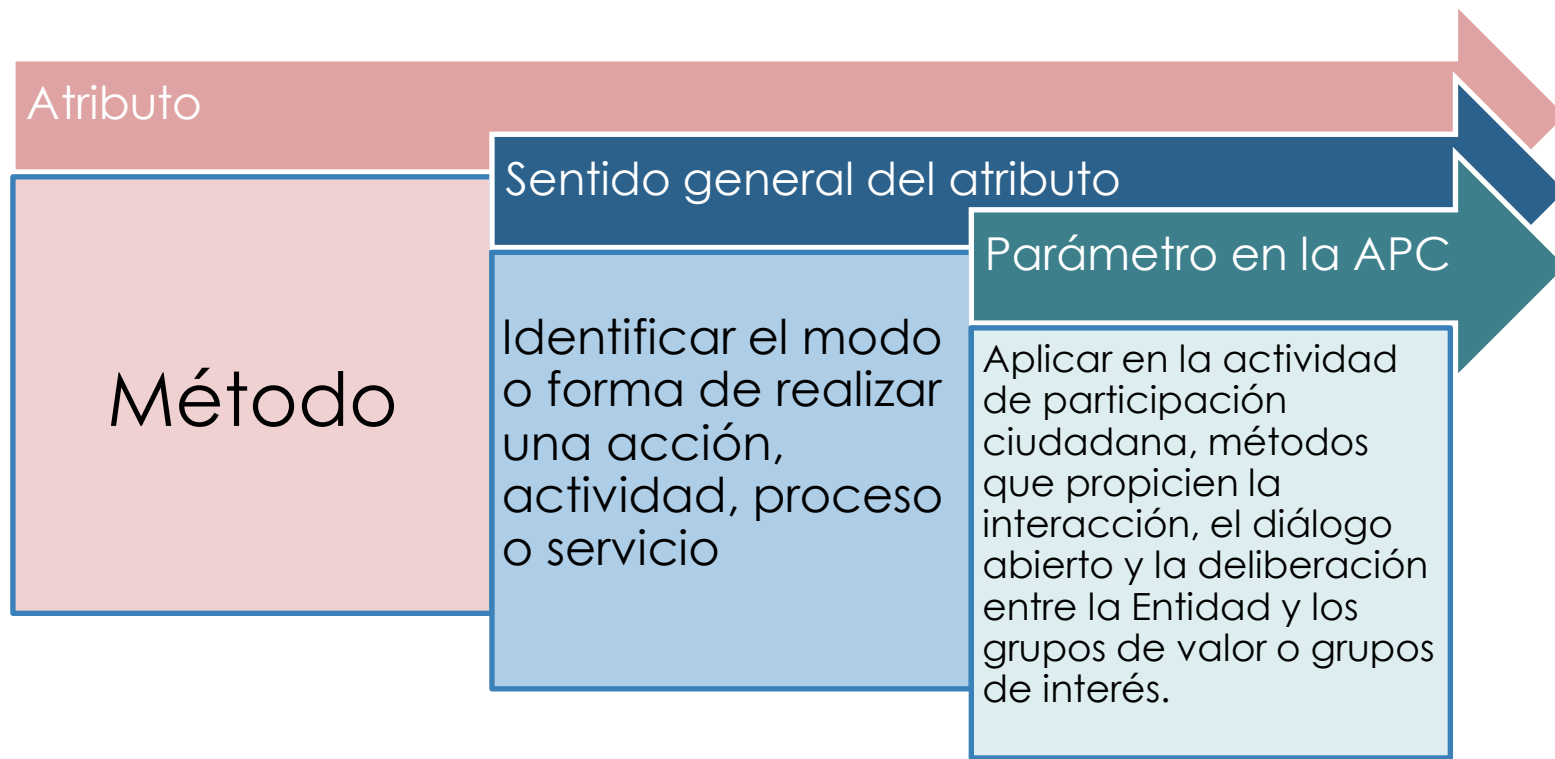 Atributo
Sentido general del atributo
Parámetro en la APC
Método
Identificar el modo
o forma de realizar
una acción,
actividad, proceso
o servicio
Aplicar en la actividad
de participación
ciudadana, métodos
que propicien la
interacción, el diálogo
abierto y la deliberación
entre la Entidad y los
grupos de valor o grupos
de interés.